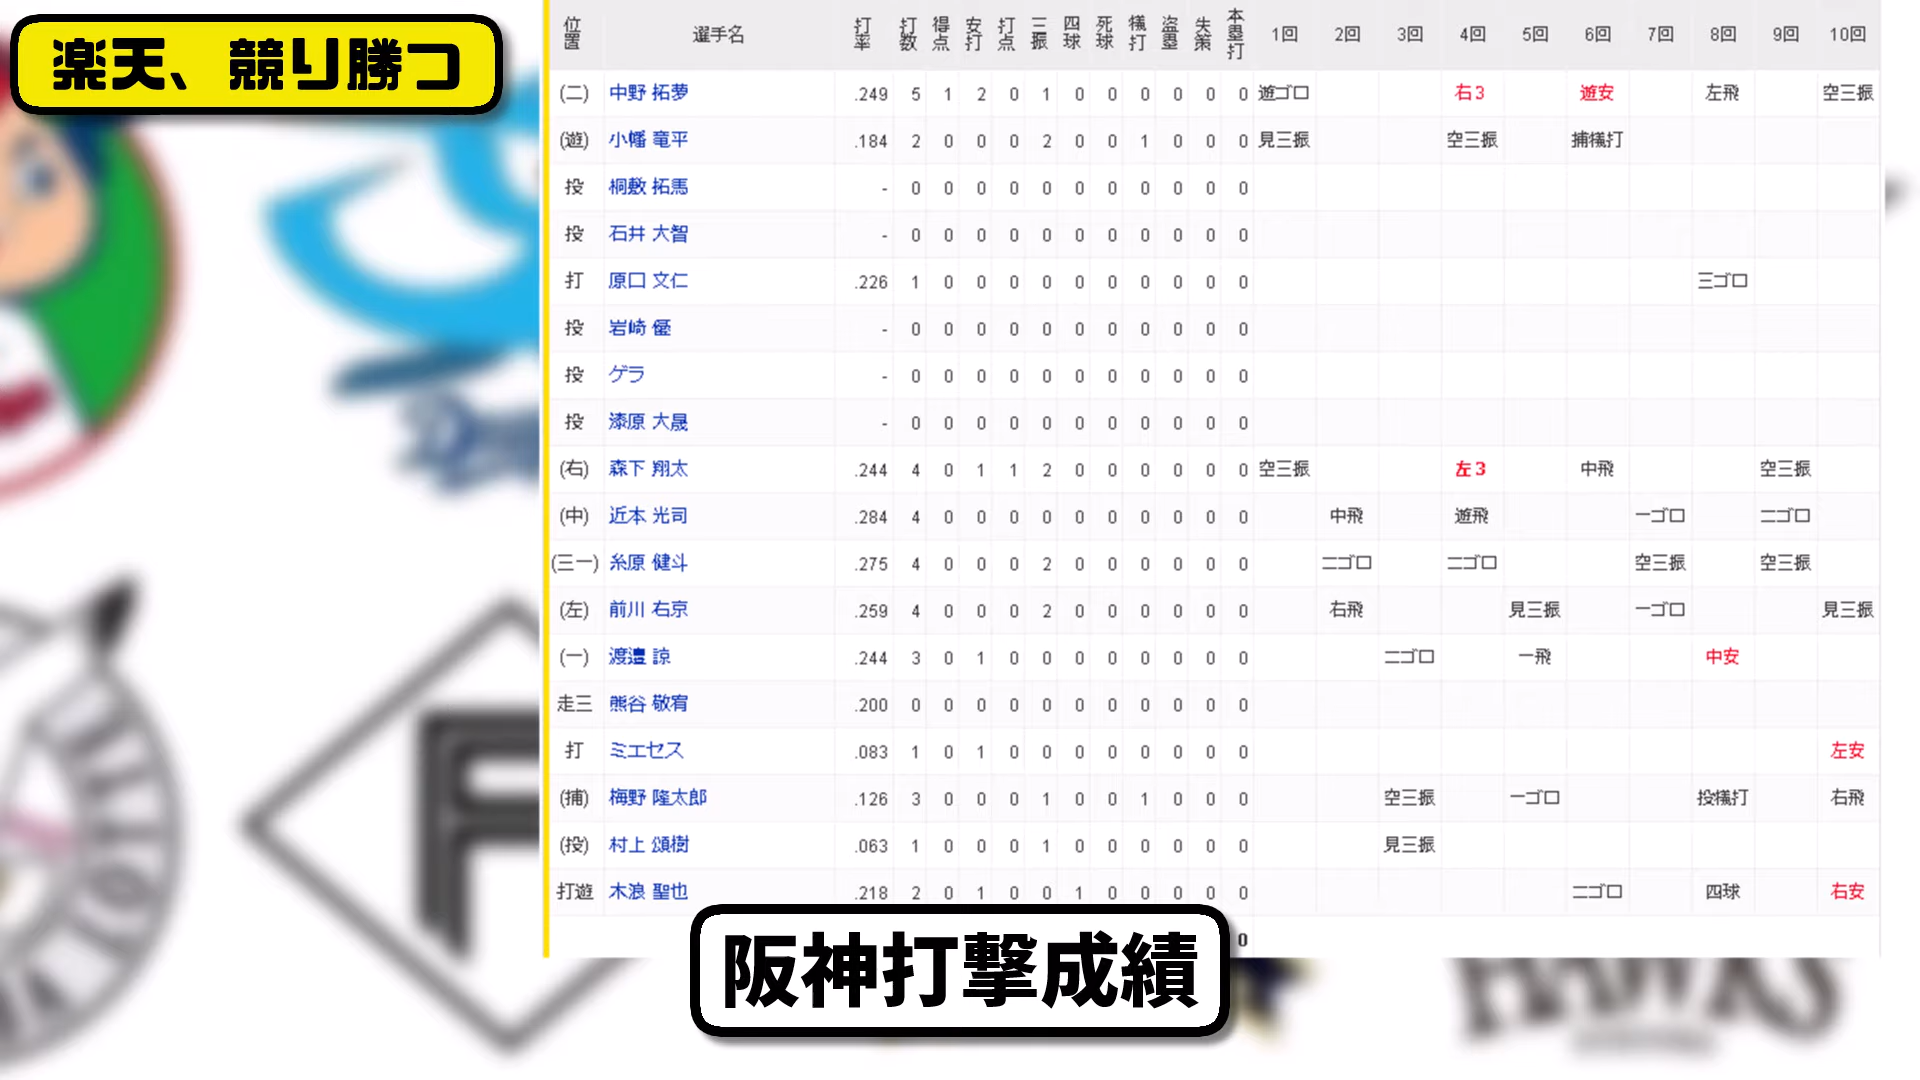 楽天、競り勝つ
位置 選手名 打率 打数 得点 安打 打点 三振 四球 死球 犠打 盗塁 失策 本塁打 1回 2回 3回 4回 5回 6回 7回 8回 9回 10回
(二) 中野 拓夢 .249 5 1 2 0 1 0 0 0 0 0 0 遊ゴロ 右3 遊安 左飛 空三振
(遊) 小幡 竜平 .184 2 0 0 0 2 0 0 1 0 0 0 見三振 空三振 捕犠打
投 桐敷 拓馬 - 0 0 0 0 0 0 0 0 0 0 0
投 石井 大智 - 0 0 0 0 0 0 0 0 0 0 0
打 原口 文仁 .226 1 0 0 0 0 0 0 0 0 0 0 三ゴロ
投 岩崎 優 - 0 0 0 0 0 0 0 0 0 0 0
投 ゲラ - 0 0 0 0 0 0 0 0 0 0 0
投 漆原 大晟 - 0 0 0 0 0 0 0 0 0 0 0
(右) 森下 翔太 .244 4 0 1 1 2 0 0 0 0 0 0 空三振 左3 中飛 空三振
(中) 近本 光司 .284 4 0 0 0 0 0 0 0 0 0 0 中飛 遊飛 一ゴロ 二ゴロ
(三一) 糸原 健斗 .275 4 0 0 0 2 0 0 0 0 0 0 二ゴロ 二ゴロ 空三振 空三振
(左) 前川 右京 .259 4 0 0 0 2 0 0 0 0 0 0 右飛 見三振 一ゴロ 見三振
(一) 渡邉 諒 .244 3 0 1 0 0 0 0 0 0 0 0 二ゴロ 一飛 中安
走三 熊谷 敬宥 .200 0 0 0 0 0 0 0 0 0 0 0
打 ミエセス .083 1 0 1 0 0 0 0 0 0 0 0 左安
(捕) 梅野 隆太郎 .126 3 0 0 0 1 0 0 1 0 0 0 空三振 一ゴロ 投犠打 右飛
(投) 村上 頌樹 .063 1 0 0 0 1 0 0 0 0 0 0 見三振
打遊 木浪 聖也 .218 2 0 1 0 0 1 0 0 0 0 0 二ゴロ 四球 右安
0
阪神打撃成績
HAWKS